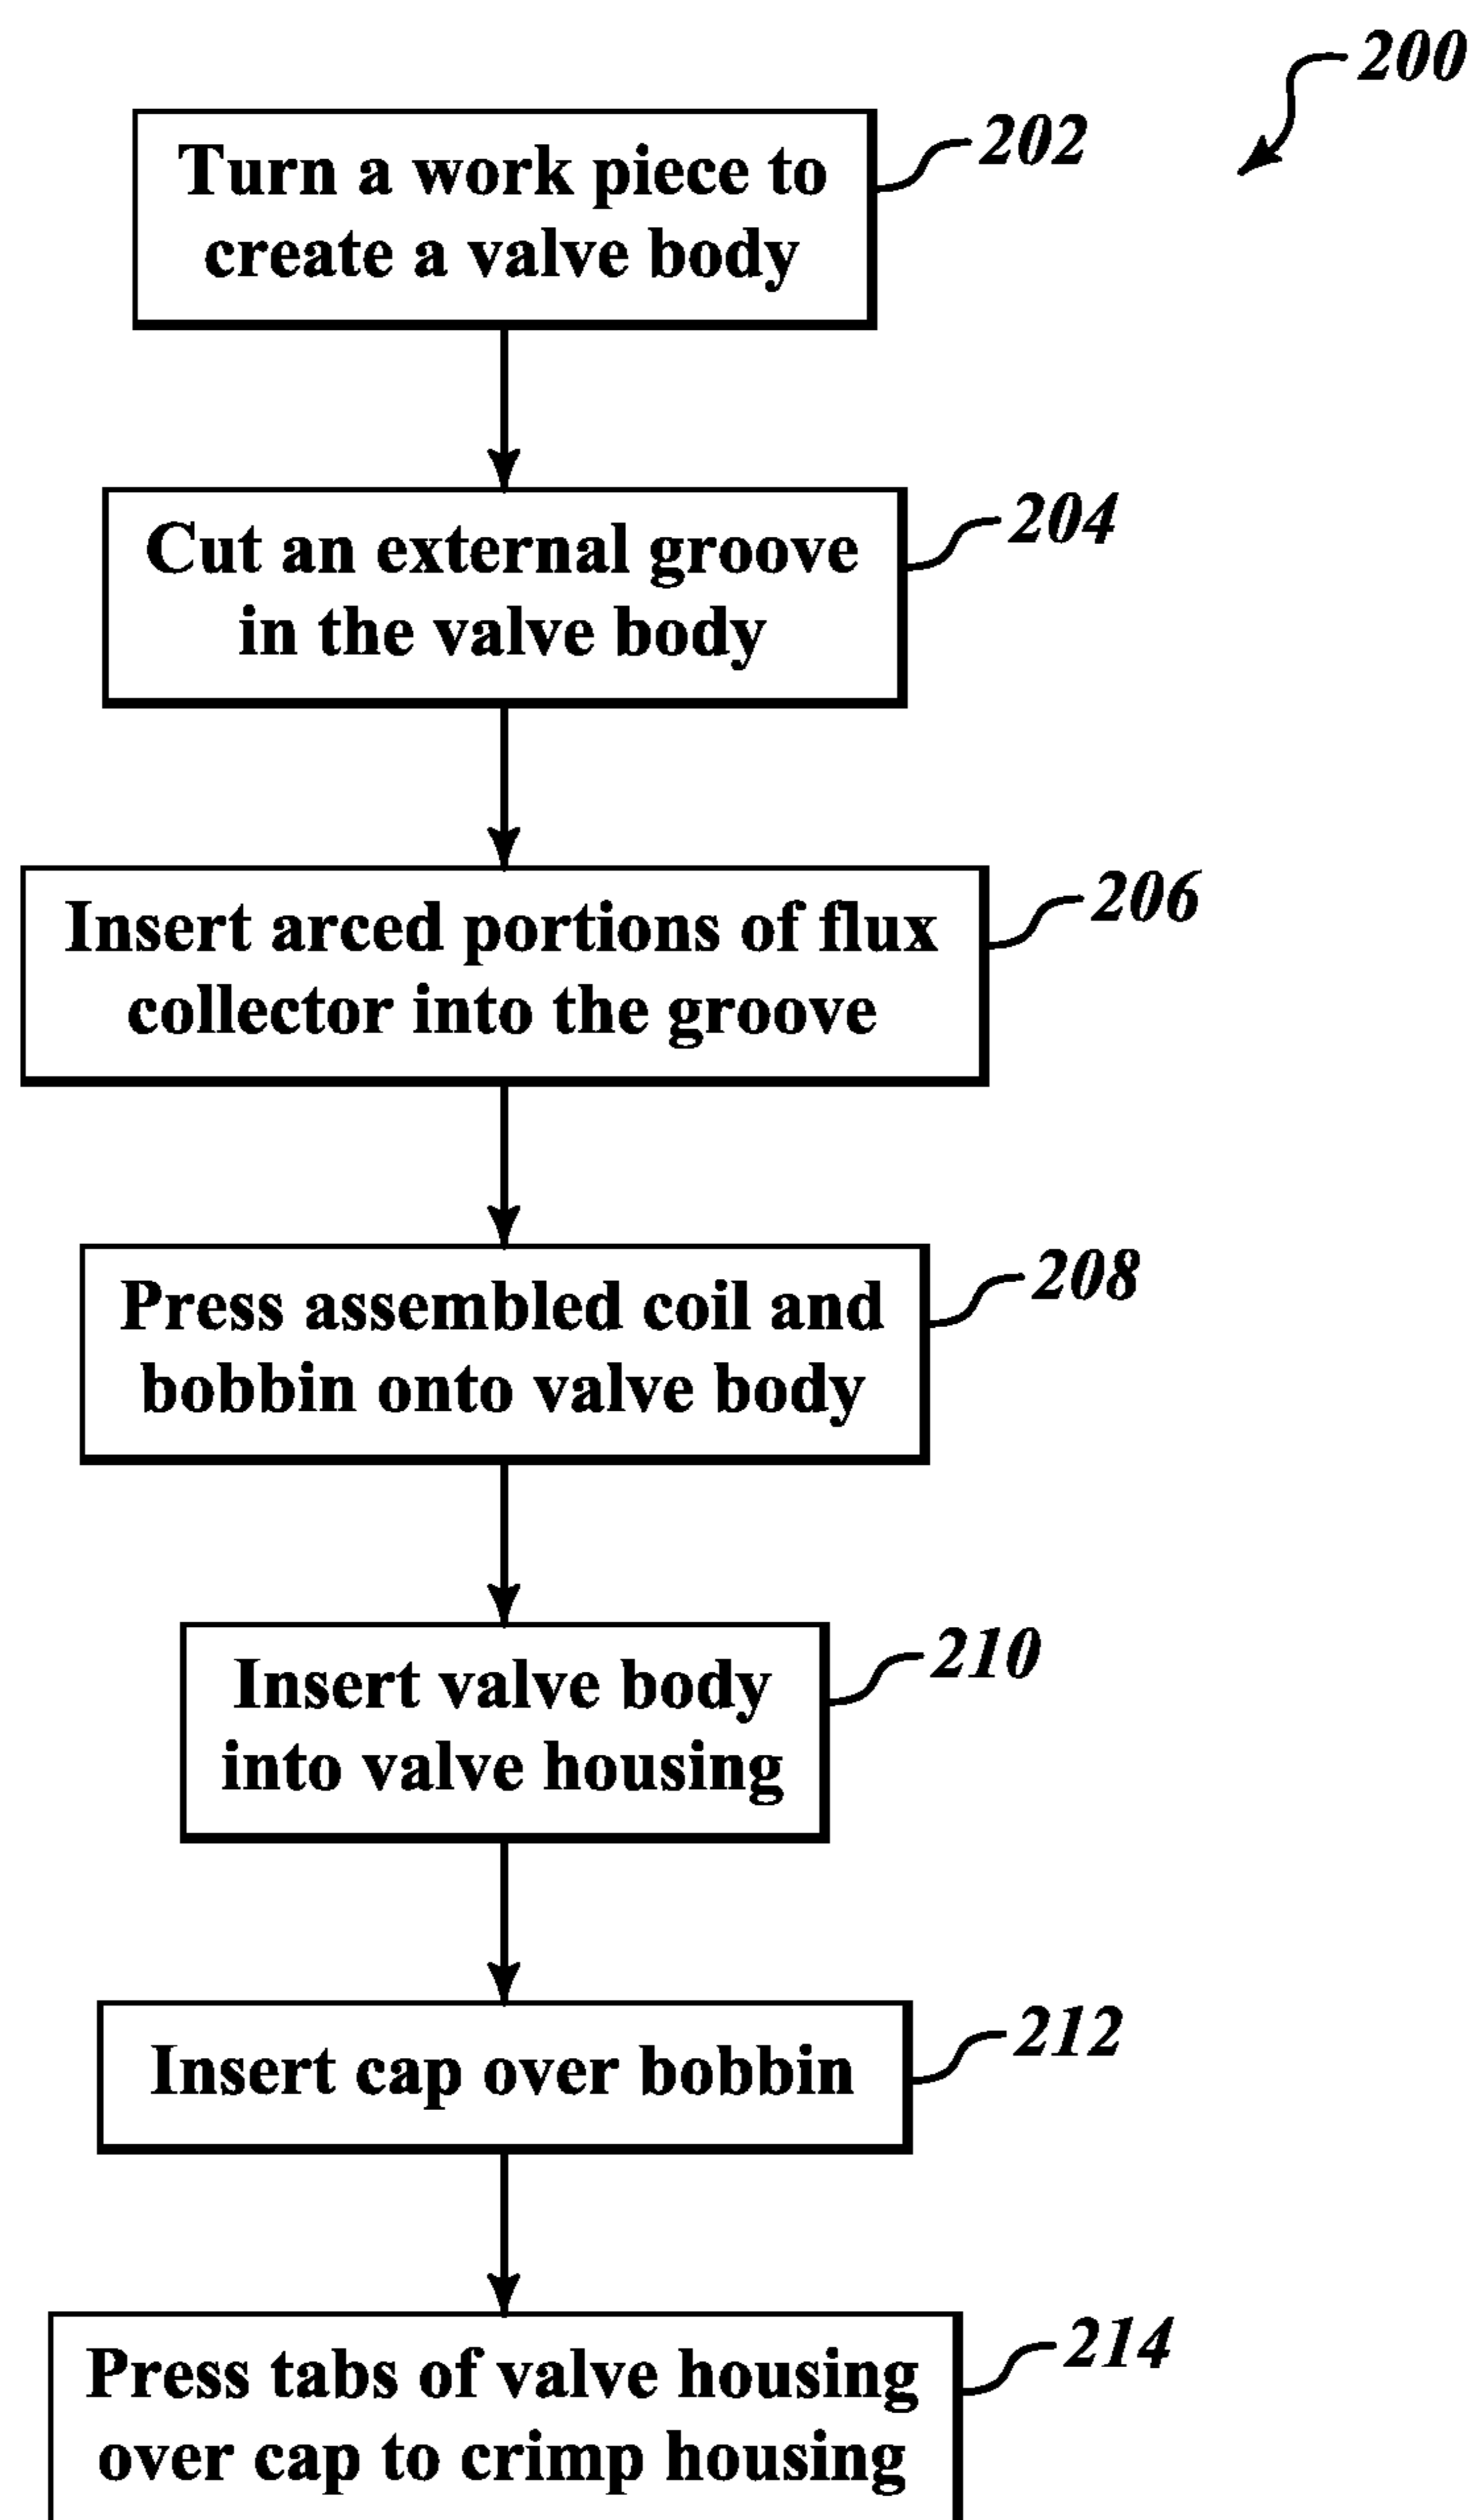 200
Turn a work piece to
create a valve body
202
Cut an external groove
in the valve body
204
Insert arced portions of flux
collector into the groove
206
Press assembled coil and
bobbin onto valve body
208
Insert valve body
into valve housing
210
Insert cap over bobbin
212
Press tabs of valve housing
over cap to crimp housing
214